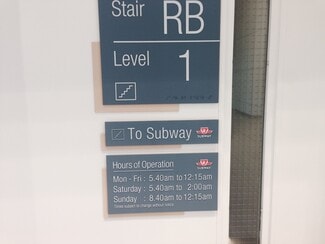 Stair RB
Level 1
To Subway
Hours of Operation
Mon - Fri : 5.40am to 12:15am
Saturday : 5.40am to 2:00am
Sunday : 8.40am to 12:15am